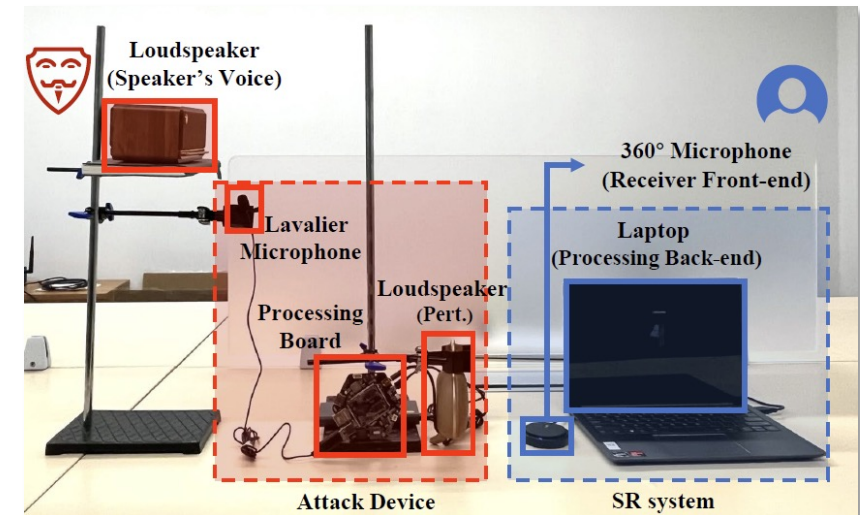 Loudspeaker
(Speaker's Voice)
360° Microphone
(Receiver Front-end)
Lavalier
Microphone
Laptop
(Processing Back-end)
Loudspeaker
(Pert.)
Processing
Board
Attack Device
SR system